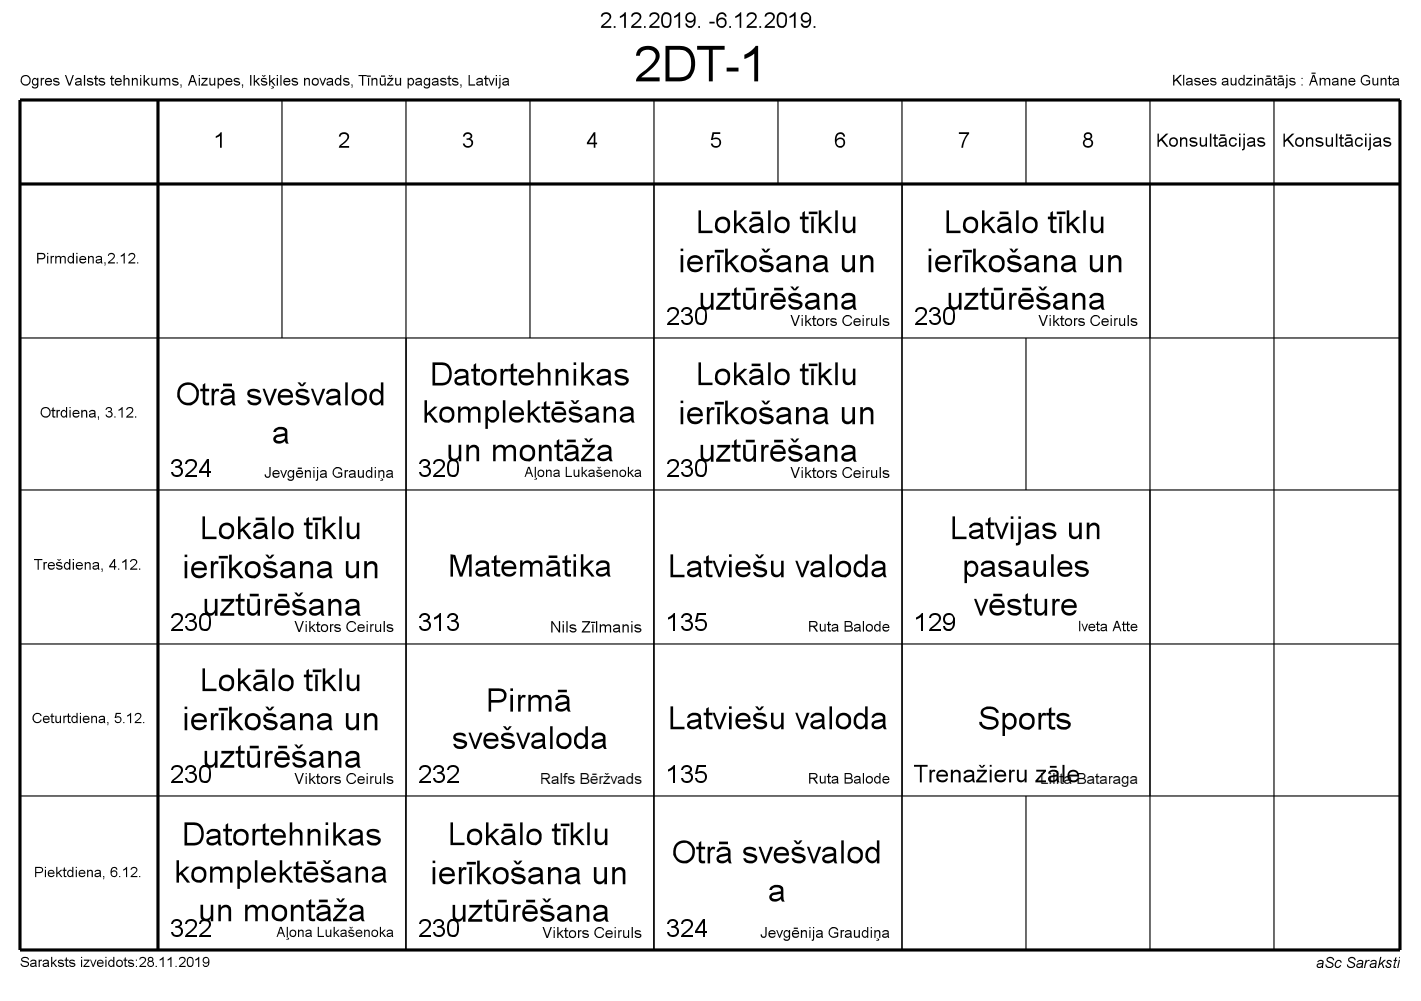 2.12.2019. -6.12.2019.
2DT-1
Ogres Valsts tehnikums, Aizupes, Ikšķiles novads, Tīnūžu pagasts, Latvija
Klases audzinātājs : Āmane Gunta
1 2 3 4 5 6 7 8 Konsultācijas Konsultācijas
Pirmdiena,2.12.
Lokālo tīklu
ierīkošana un
uztūrēšana
230 Viktors Ceiruls
Lokālo tīklu
ierīkošana un
uztūrēšana
230 Viktors Ceiruls
Otrdiena, 3.12.
Otrā svešvalod
a
324 Jevgēnija Graudiņa
Datortehnikas
komplektēšana
un montāža
320 Aļona Lukašenoka
Lokālo tīklu
ierīkošana un
uztūrēšana
230 Viktors Ceiruls
Trešdiena, 4.12.
Lokālo tīklu
ierīkošana un
uztūrēšana
230 Viktors Ceiruls
Matemātika
313 Nils Zīlmanis
Latviešu valoda
135 Ruta Balode
Latvijas un
pasaules
vēsture
129 Iveta Atte
Ceturtdiena, 5.12.
Lokālo tīklu
ierīkošana un
uztūrēšana
230 Viktors Ceiruls
Pirmā
svešvaloda
232 Ralfs Bēržvads
Latviešu valoda
135 Ruta Balode
Sports
Trenažieru zāle Lilita Bataraga
Piektdiena, 6.12.
Datortehnikas
komplektēšana
un montāža
322 Aļona Lukašenoka
Lokālo tīklu
ierīkošana un
uztūrēšana
230 Viktors Ceiruls
Otrā svešvalod
a
324 Jevgēnija Graudiņa
Saraksts izveidots:28.11.2019
aSc Saraksti